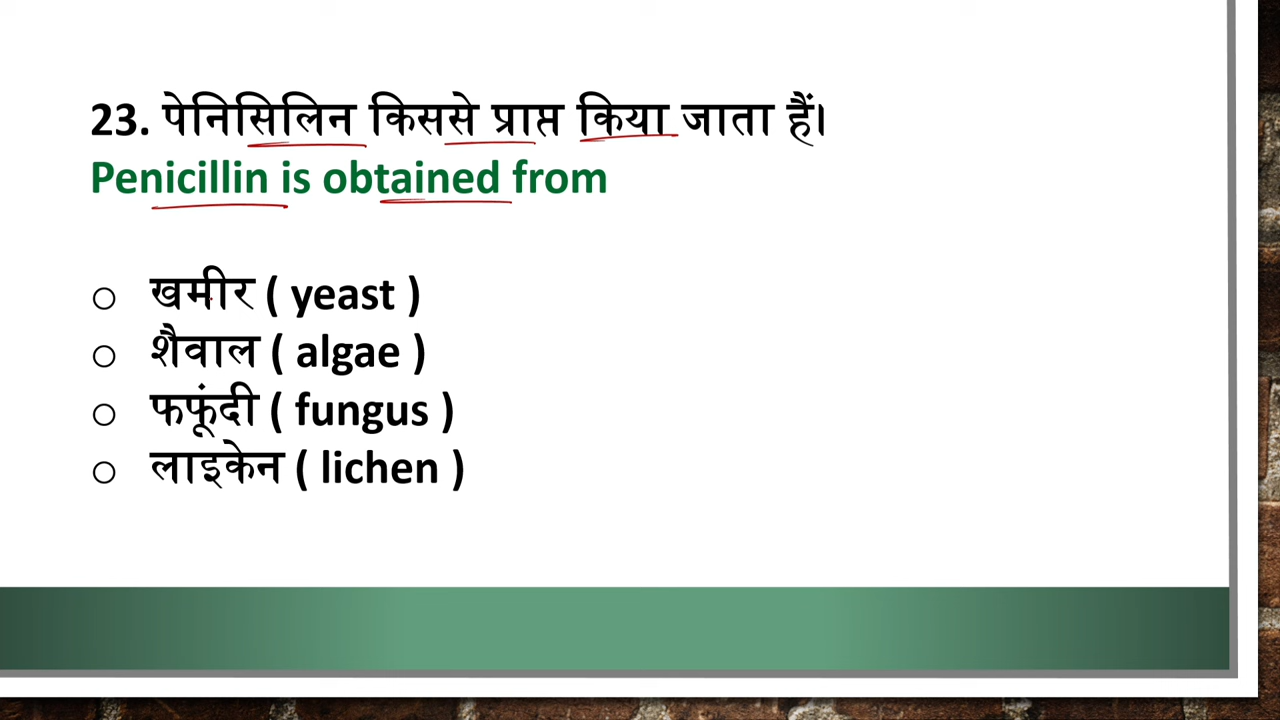 23. पेनिसिलिन किससे प्राप्त किया जाता हैं।
Penicillin is obtained from
○ खमीर ( yeast )
○ शैवाल ( algae )
○ फफूंदी ( fungus )
○ लाइकेन ( lichen )